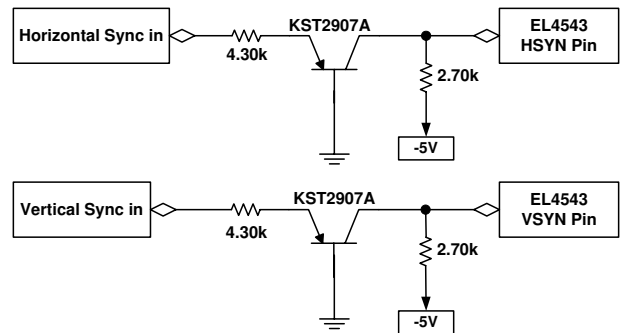 Horizontal Sync in
4.30k
KST2907A
2.70k
-5V
EL4543
HSYN Pin
Vertical Sync in
4.30k
KST2907A
2.70k
-5V
EL4543
VSYN Pin